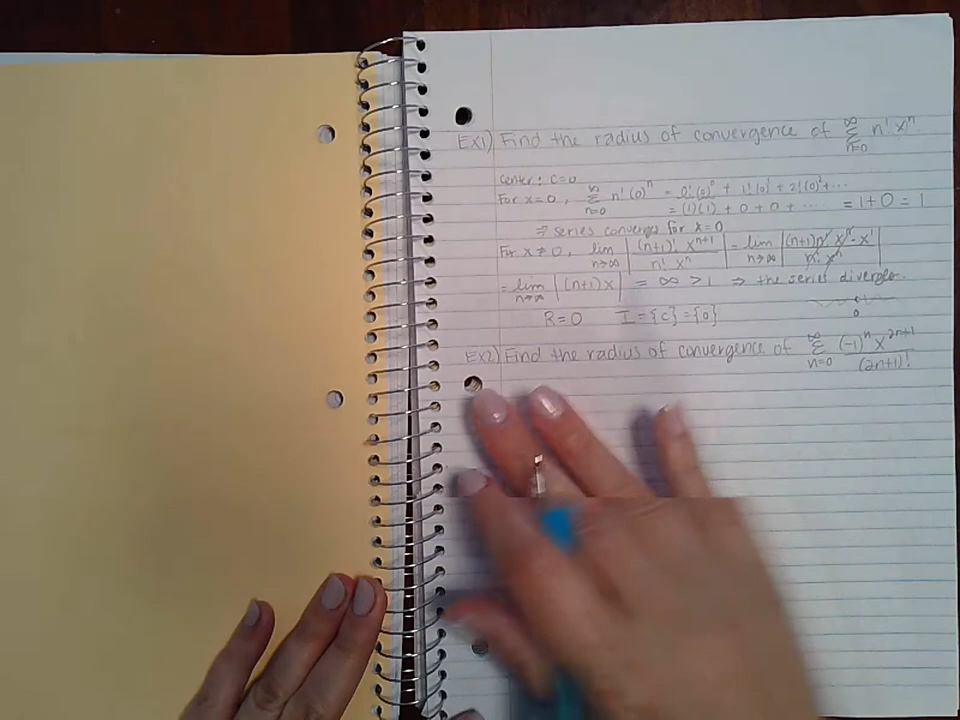 EX1) Find the radius of convergence of ∞ Σ n=0 n! xⁿ.
center: c=0
For x=0, ∞ Σ n=0 n! (0)ⁿ = 0! (0)⁰ + 1! (0)¹ + 2! (0)² + ...
= (1)(1) + 0 + 0 + ... = 1+0 = 1
⇒ series converges for x=0
For x≠0, lim n→∞ | (n+1)! xⁿ⁺¹ / n! xⁿ | = lim n→∞ | (n+1) n! xⁿ · x¹ / n! xⁿ |
= lim n→∞ | (n+1) x | = ∞ > 1 ⇒ the series diverges.
0
R=0 I = {c} = {0}
EX2) Find the radius of convergence of ∞ Σ n=0 (-1)ⁿ x²ⁿ⁺¹ / (2n+1)!